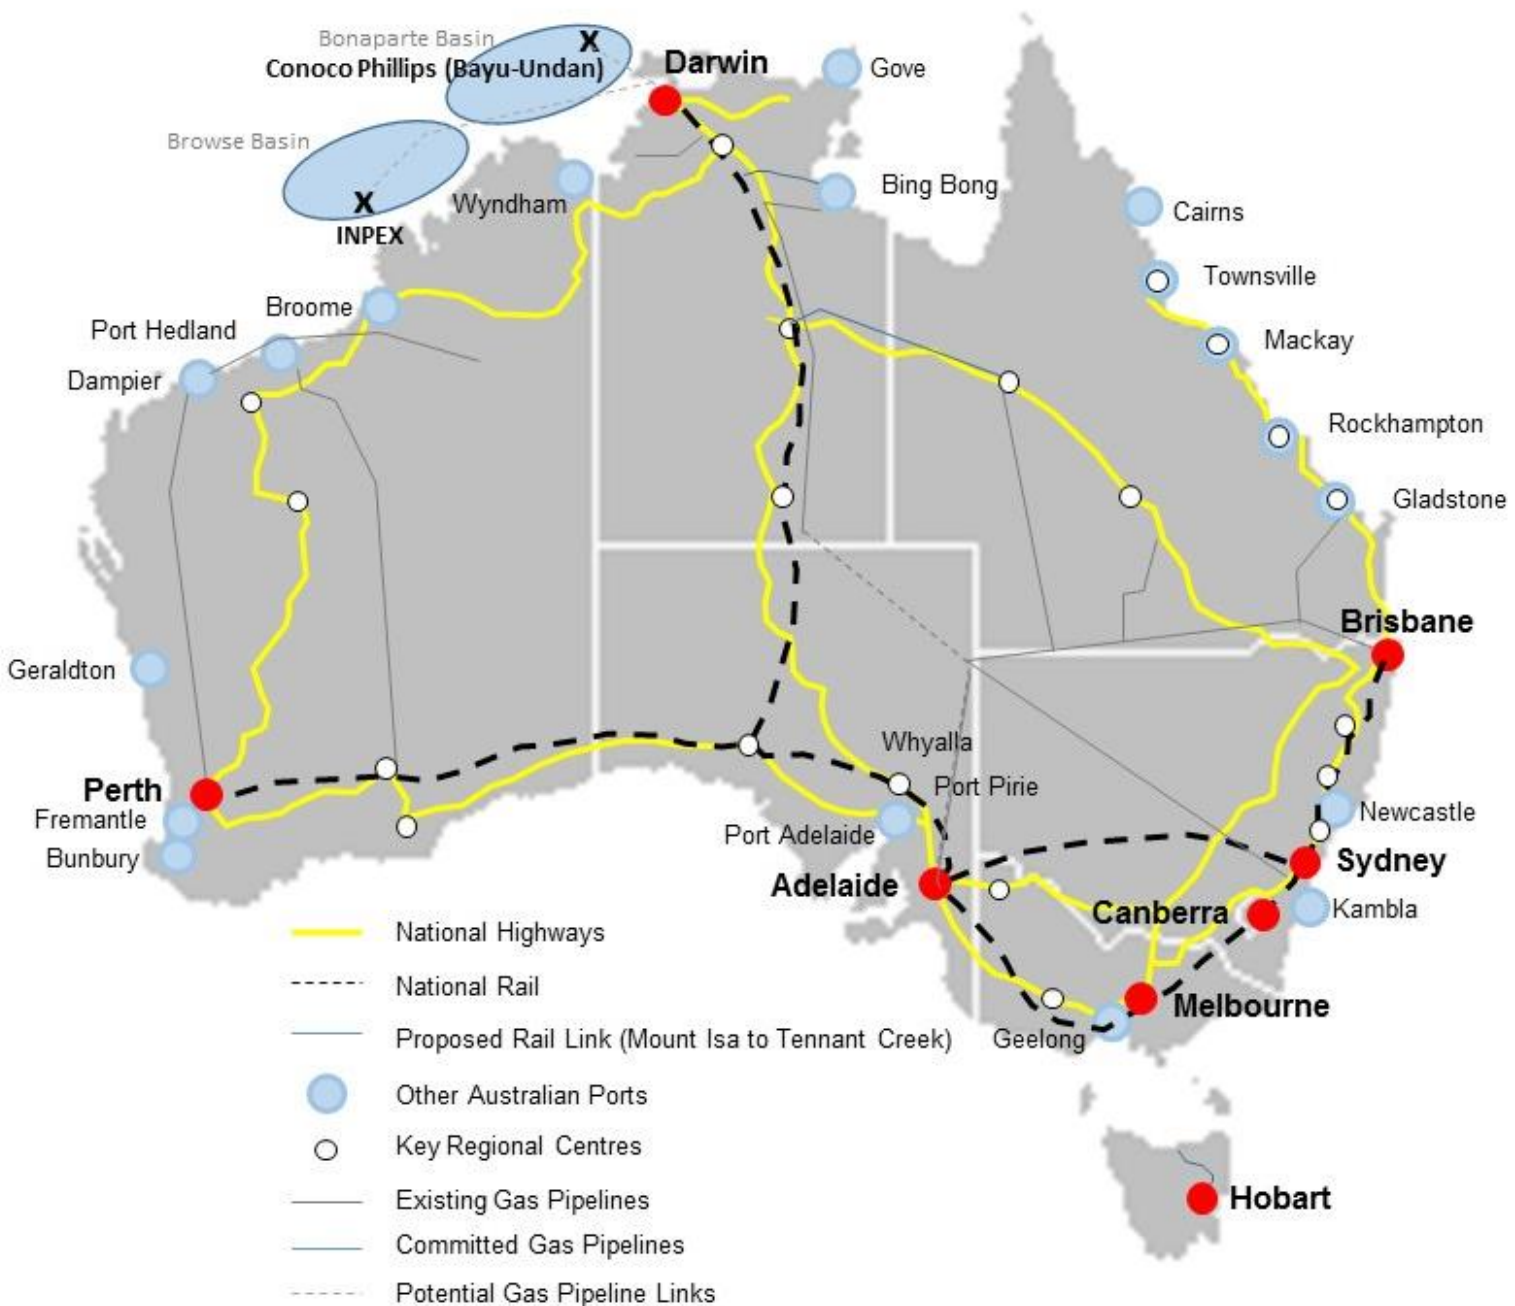 Bonaparte Basin
X
Conoco Phillips (Bayu-Undan)
Darwin
Gove
Browse Basin
X
INPEX
Wyndham
Bing Bong
Cairns
Townsville
Broome
Port Hedland
Mackay
Dampier
Rockhampton
Gladstone
Brisbane
Geraldton
Whyalla
Port Pirie
Perth
Fremantle
Bunbury
Port Adelaide
Newcastle
Sydney
Adelaide
Canberra
Kambla
National Highways
National Rail
Melbourne
Geelong
Proposed Rail Link (Mount Isa to Tennant Creek)
Other Australian Ports
Key Regional Centres
Existing Gas Pipelines
Hobart
Committed Gas Pipelines
Potential Gas Pipeline Links